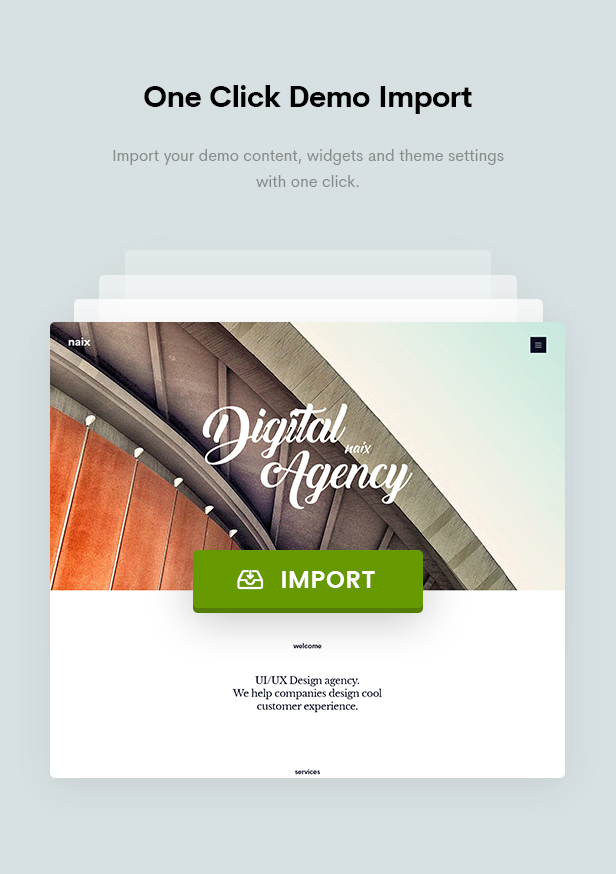 One Click Demo Import
Import your demo content, widgets and theme settings
with one click.
naix
Digital
naix
Agency
IMPORT
welcome
UI/UX Design agency.
We help companies design cool
customer experience.
services